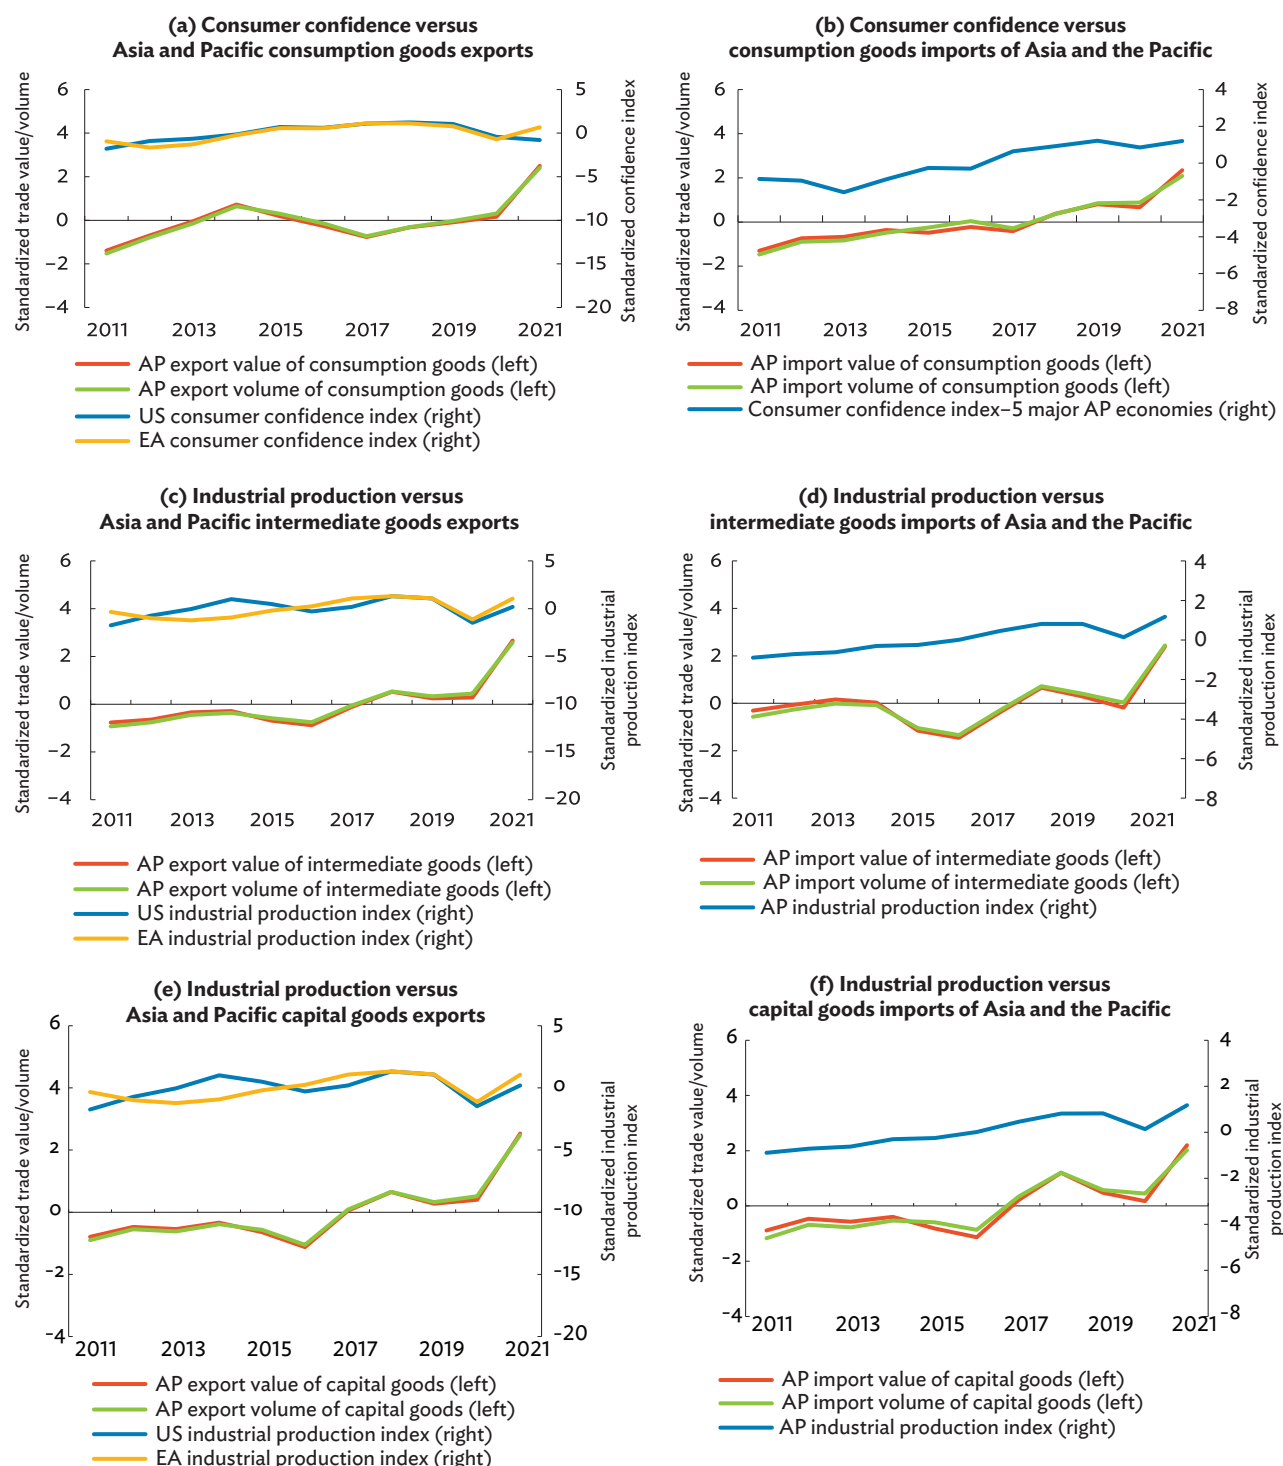 (a) Consumer confidence versus
Asia and Pacific consumption goods exports
Standardized trade value/volume
6
4
2
0
−2
−4
5
0
−5
−10
−15
−20
Standardized confidence index
2011 2013 2015 2017 2019 2021
AP export value of consumption goods (left)
AP export volume of consumption goods (left)
US consumer confidence index (right)
EA consumer confidence index (right)
(b) Consumer confidence versus
consumption goods imports of Asia and the Pacific
Standardized trade value/volume
6
4
2
0
−2
−4
4
2
0
−2
−4
−6
−8
Standardized confidence index
2011 2013 2015 2017 2019 2021
AP import value of consumption goods (left)
AP import volume of consumption goods (left)
Consumer confidence index–5 major AP economies (right)
(c) Industrial production versus
Asia and Pacific intermediate goods exports
Standardized trade value/volume
6
4
2
0
−2
−4
5
0
−5
−10
−15
−20
Standardized industrial
production index
2011 2013 2015 2017 2019 2021
AP export value of intermediate goods (left)
AP export volume of intermediate goods (left)
US industrial production index (right)
EA industrial production index (right)
(d) Industrial production versus
intermediate goods imports of Asia and the Pacific
Standardized trade value/volume
6
4
2
0
−2
−4
4
2
0
−2
−4
−6
−8
Standardized industrial
production index
2011 2013 2015 2017 2019 2021
AP import value of intermediate goods (left)
AP import volume of intermediate goods (left)
AP industrial production index (right)
(e) Industrial production versus
Asia and Pacific capital goods exports
Standardized trade value/volume
6
4
2
0
-2
-4
5
0
-5
-10
-15
-20
Standardized industrial
production index
2011 2013 2015 2017 2019 2021
AP export value of capital goods (left)
AP export volume of capital goods (left)
US industrial production index (right)
EA industrial production index (right)
(f) Industrial production versus
capital goods imports of Asia and the Pacific
Standardized trade value/volume
6
4
2
0
-2
-4
4
2
0
-2
-4
-6
-8
Standardized industrial
production index
2011 2013 2015 2017 2019 2021
AP import value of capital goods (left)
AP import volume of capital goods (left)
AP industrial production index (right)